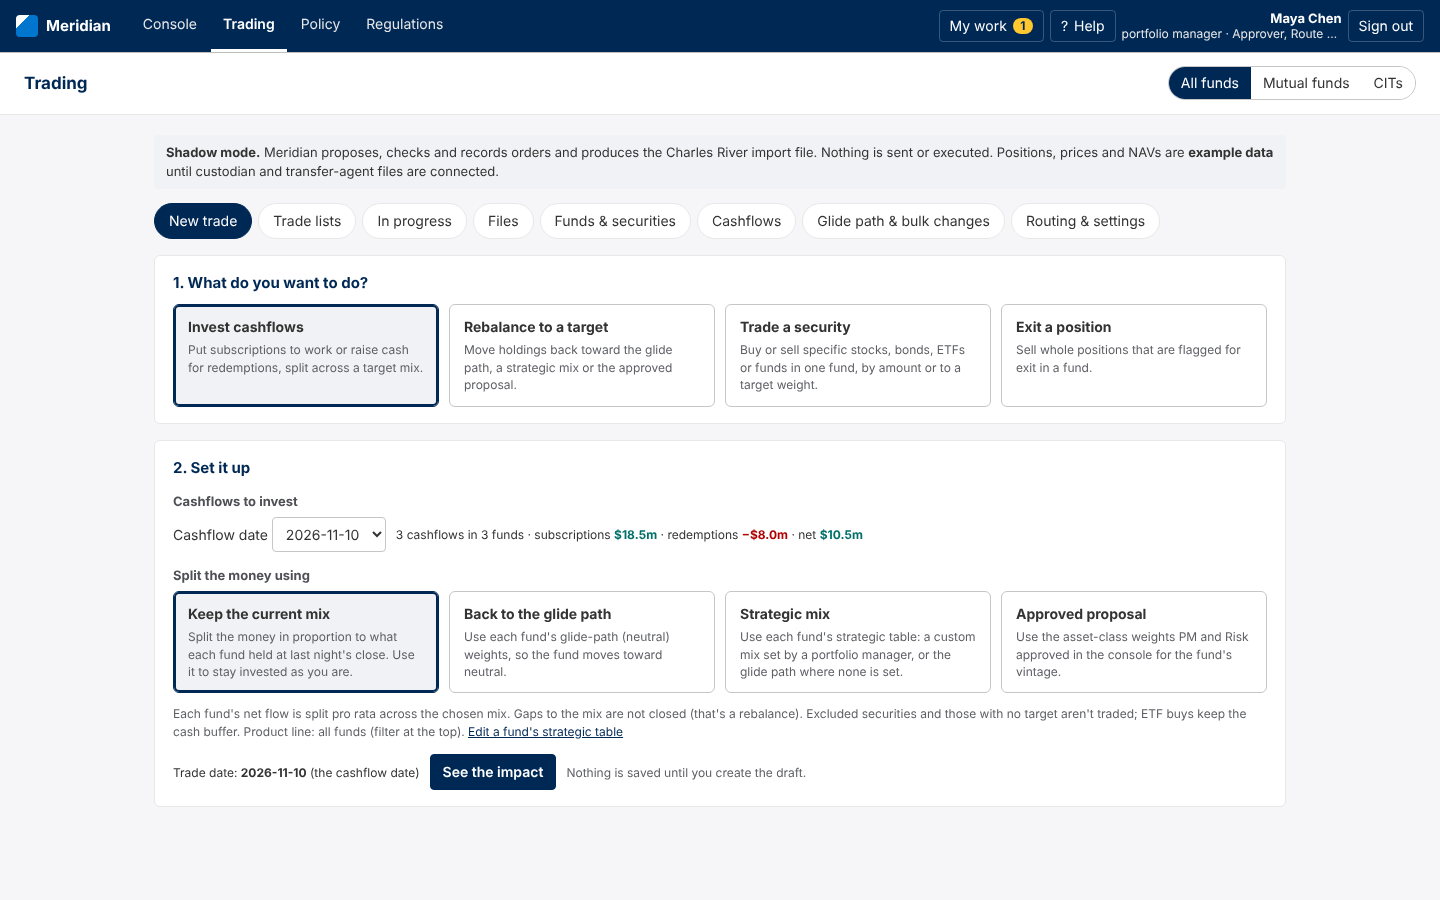 Meridian Console Trading Policy Regulations My work 1 ? Help Maya Chen Sign out
portfolio manager · Approver, Route ...
Trading All funds Mutual funds CITs
Shadow mode. Meridian proposes, checks and records orders and produces the Charles River import file. Nothing is sent or executed. Positions, prices and NAVs are example data
until custodian and transfer-agent files are connected.
New trade Trade lists In progress Files Funds & securities Cashflows Glide path & bulk changes Routing & settings
1. What do you want to do?
Invest cashflows
Put subscriptions to work or raise cash
for redemptions, split across a target mix.
Rebalance to a target
Move holdings back toward the glide
path, a strategic mix or the approved
proposal.
Trade a security
Buy or sell specific stocks, bonds, ETFs
or funds in one fund, by amount or to a
target weight.
Exit a position
Sell whole positions that are flagged for
exit in a fund.
2. Set it up
Cashflows to invest
Cashflow date 2026-11-10 3 cashflows in 3 funds · subscriptions $18.5m · redemptions −$8.0m · net $10.5m
Split the money using
Keep the current mix
Split the money in proportion to what
each fund held at last night's close. Use
it to stay invested as you are.
Back to the glide path
Use each fund's glide-path (neutral)
weights, so the fund moves toward
neutral.
Strategic mix
Use each fund's strategic table: a custom
mix set by a portfolio manager, or the
glide path where none is set.
Approved proposal
Use the asset-class weights PM and Risk
approved in the console for the fund's
vintage.
Each fund's net flow is split pro rata across the chosen mix. Gaps to the mix are not closed (that's a rebalance). Excluded securities and those with no target aren't traded; ETF buys keep the
cash buffer. Product line: all funds (filter at the top). Edit a fund's strategic table
Trade date: 2026-11-10 (the cashflow date) See the impact Nothing is saved until you create the draft.